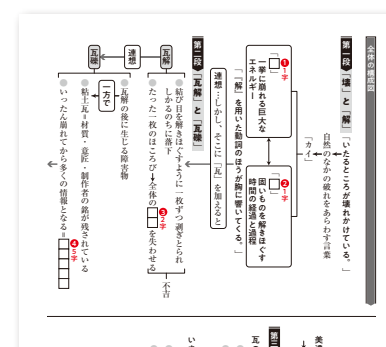 全体の構成図
第一段 「壊」と「解」
「いたるところが壊れかけている。」
自然のなかの破れをあらわす言葉
「カイ」
❶1字
「□」
一挙に崩れる巨大な
エネルギー
❷1字
「□」
固いものを解きほぐす
時間の経過と過程
「『解』を用いた動詞のほうが胸に響いてくる。」
連想…しかし、そこに「瓦」を加えると
第二段 「瓦解」と「瓦礫」
瓦解
結び目を解きほぐすように一枚ずつ剥ぎとられ
しかるのちに落下
たった一枚のほころび→全体の□□を失わせる
❸2字
不吉
連想
瓦礫
瓦解の後に生じる障害物
一方で
粘土瓦=材質・意匠・制作者の銘が残されている
いったん崩れてから多くの情報となる=□□□□□
❹5字